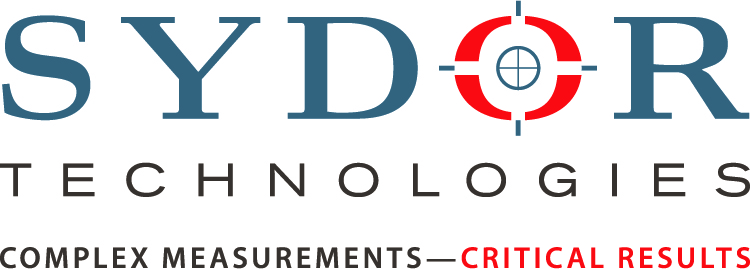 SYDOR
TECHNOLOGIES
COMPLEX MEASUREMENTS—CRITICAL RESULTS